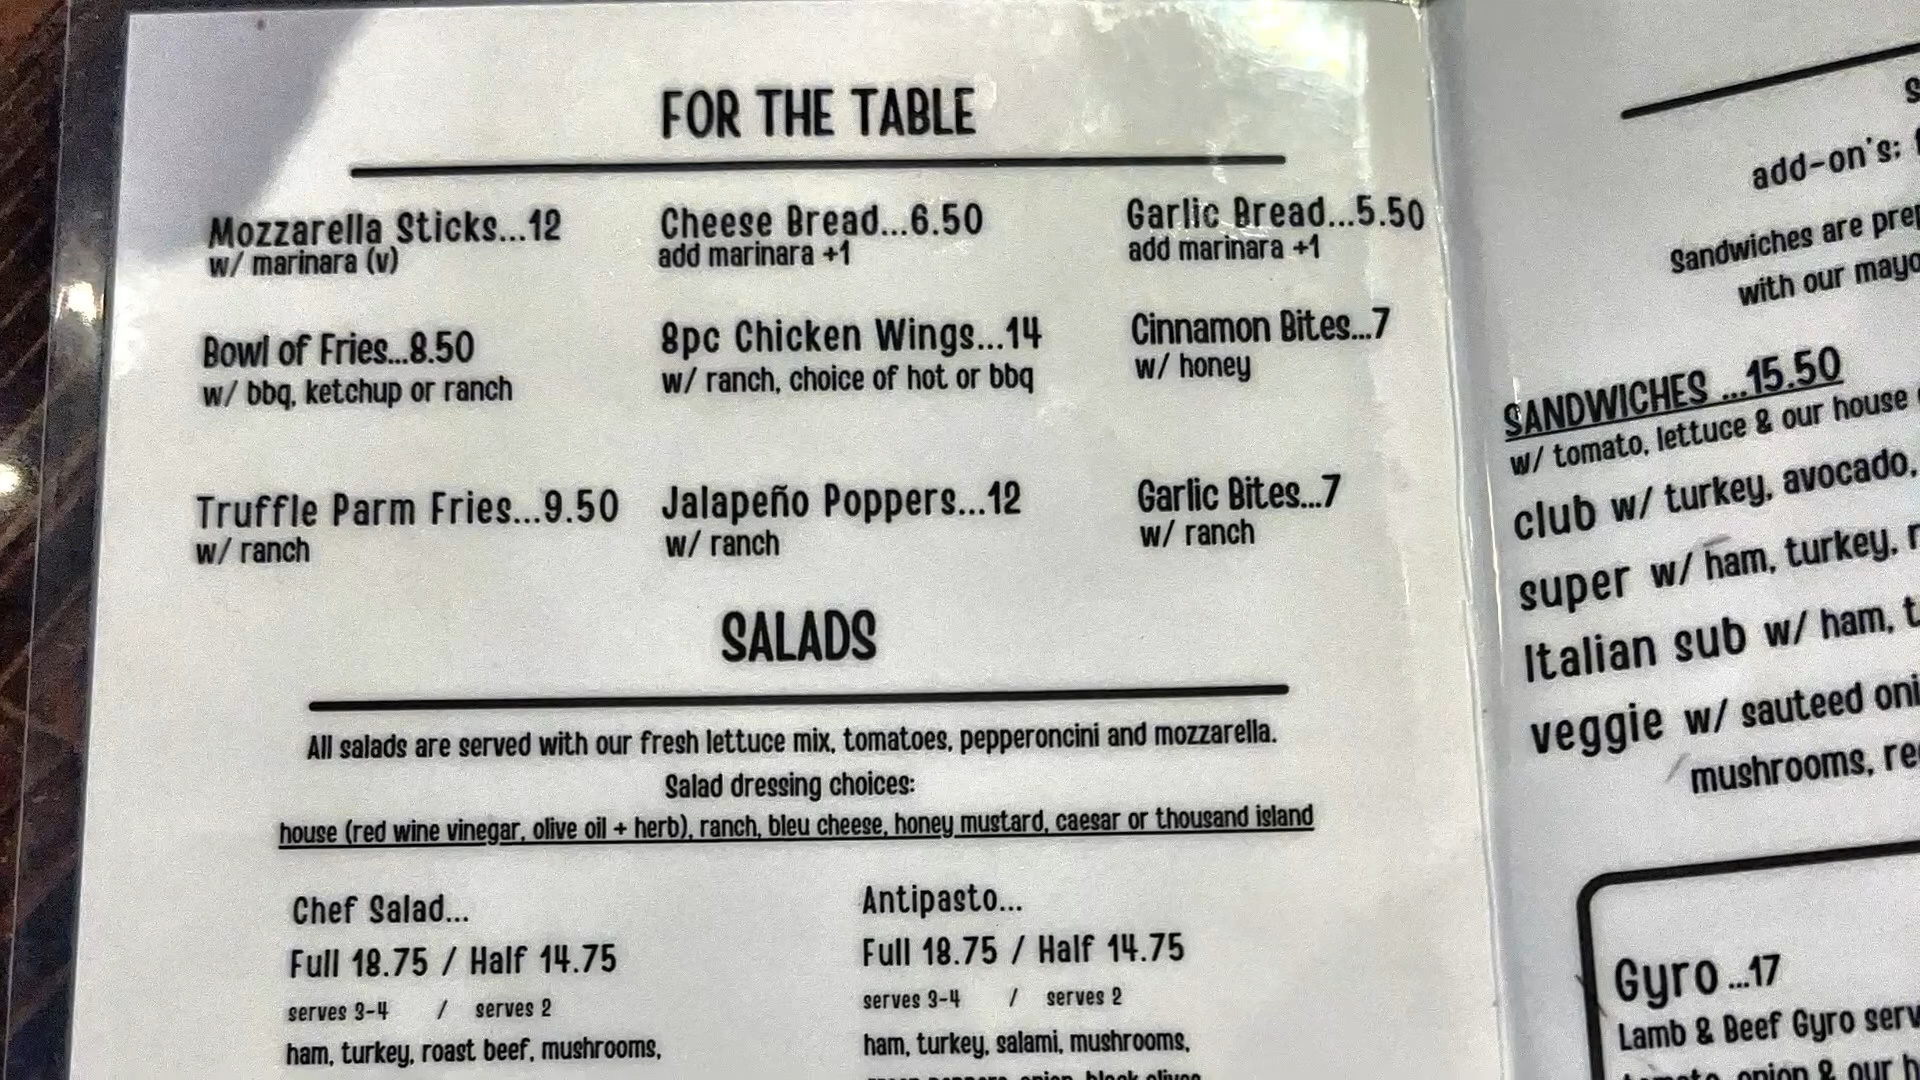 FOR THE TABLE
Mozzarella Sticks...12
w/ marinara (v)
Cheese Bread...6.50
add marinara +1
Garlic Bread...5.50
add marinara +1
Bowl of Fries...8.50
w/ bbq, ketchup or ranch
8pc Chicken Wings...14
w/ ranch, choice of hot or bbq
Cinnamon Bites...7
w/ honey
Truffle Parm Fries...9.50
w/ ranch
Jalapeño Poppers...12
w/ ranch
Garlic Bites...7
w/ ranch
SALADS
All salads are served with our fresh lettuce mix, tomatoes, pepperoncini and mozzarella.
Salad dressing choices:
house (red wine vinegar, olive oil + herb), ranch, bleu cheese, honey mustard, caesar or thousand island
Chef Salad...
Full 18.75 / Half 14.75
serves 3-4 / serves 2
ham, turkey, roast beef, mushrooms,
Antipasto...
Full 18.75 / Half 14.75
serves 3-4 / serves 2
ham, turkey, salami, mushrooms,
green peppers, onion, black olives
add-on's:
Sandwiches are
with our
SANDWICHES ...15.50
w/ tomato, lettuce & our house
club w/ turkey, avocado,
super w/ ham, turkey,
Italian sub w/ ham,
veggie w/ sauteed
mushrooms,
Gyro ...17
Lamb & Beef Gyro
onion & our